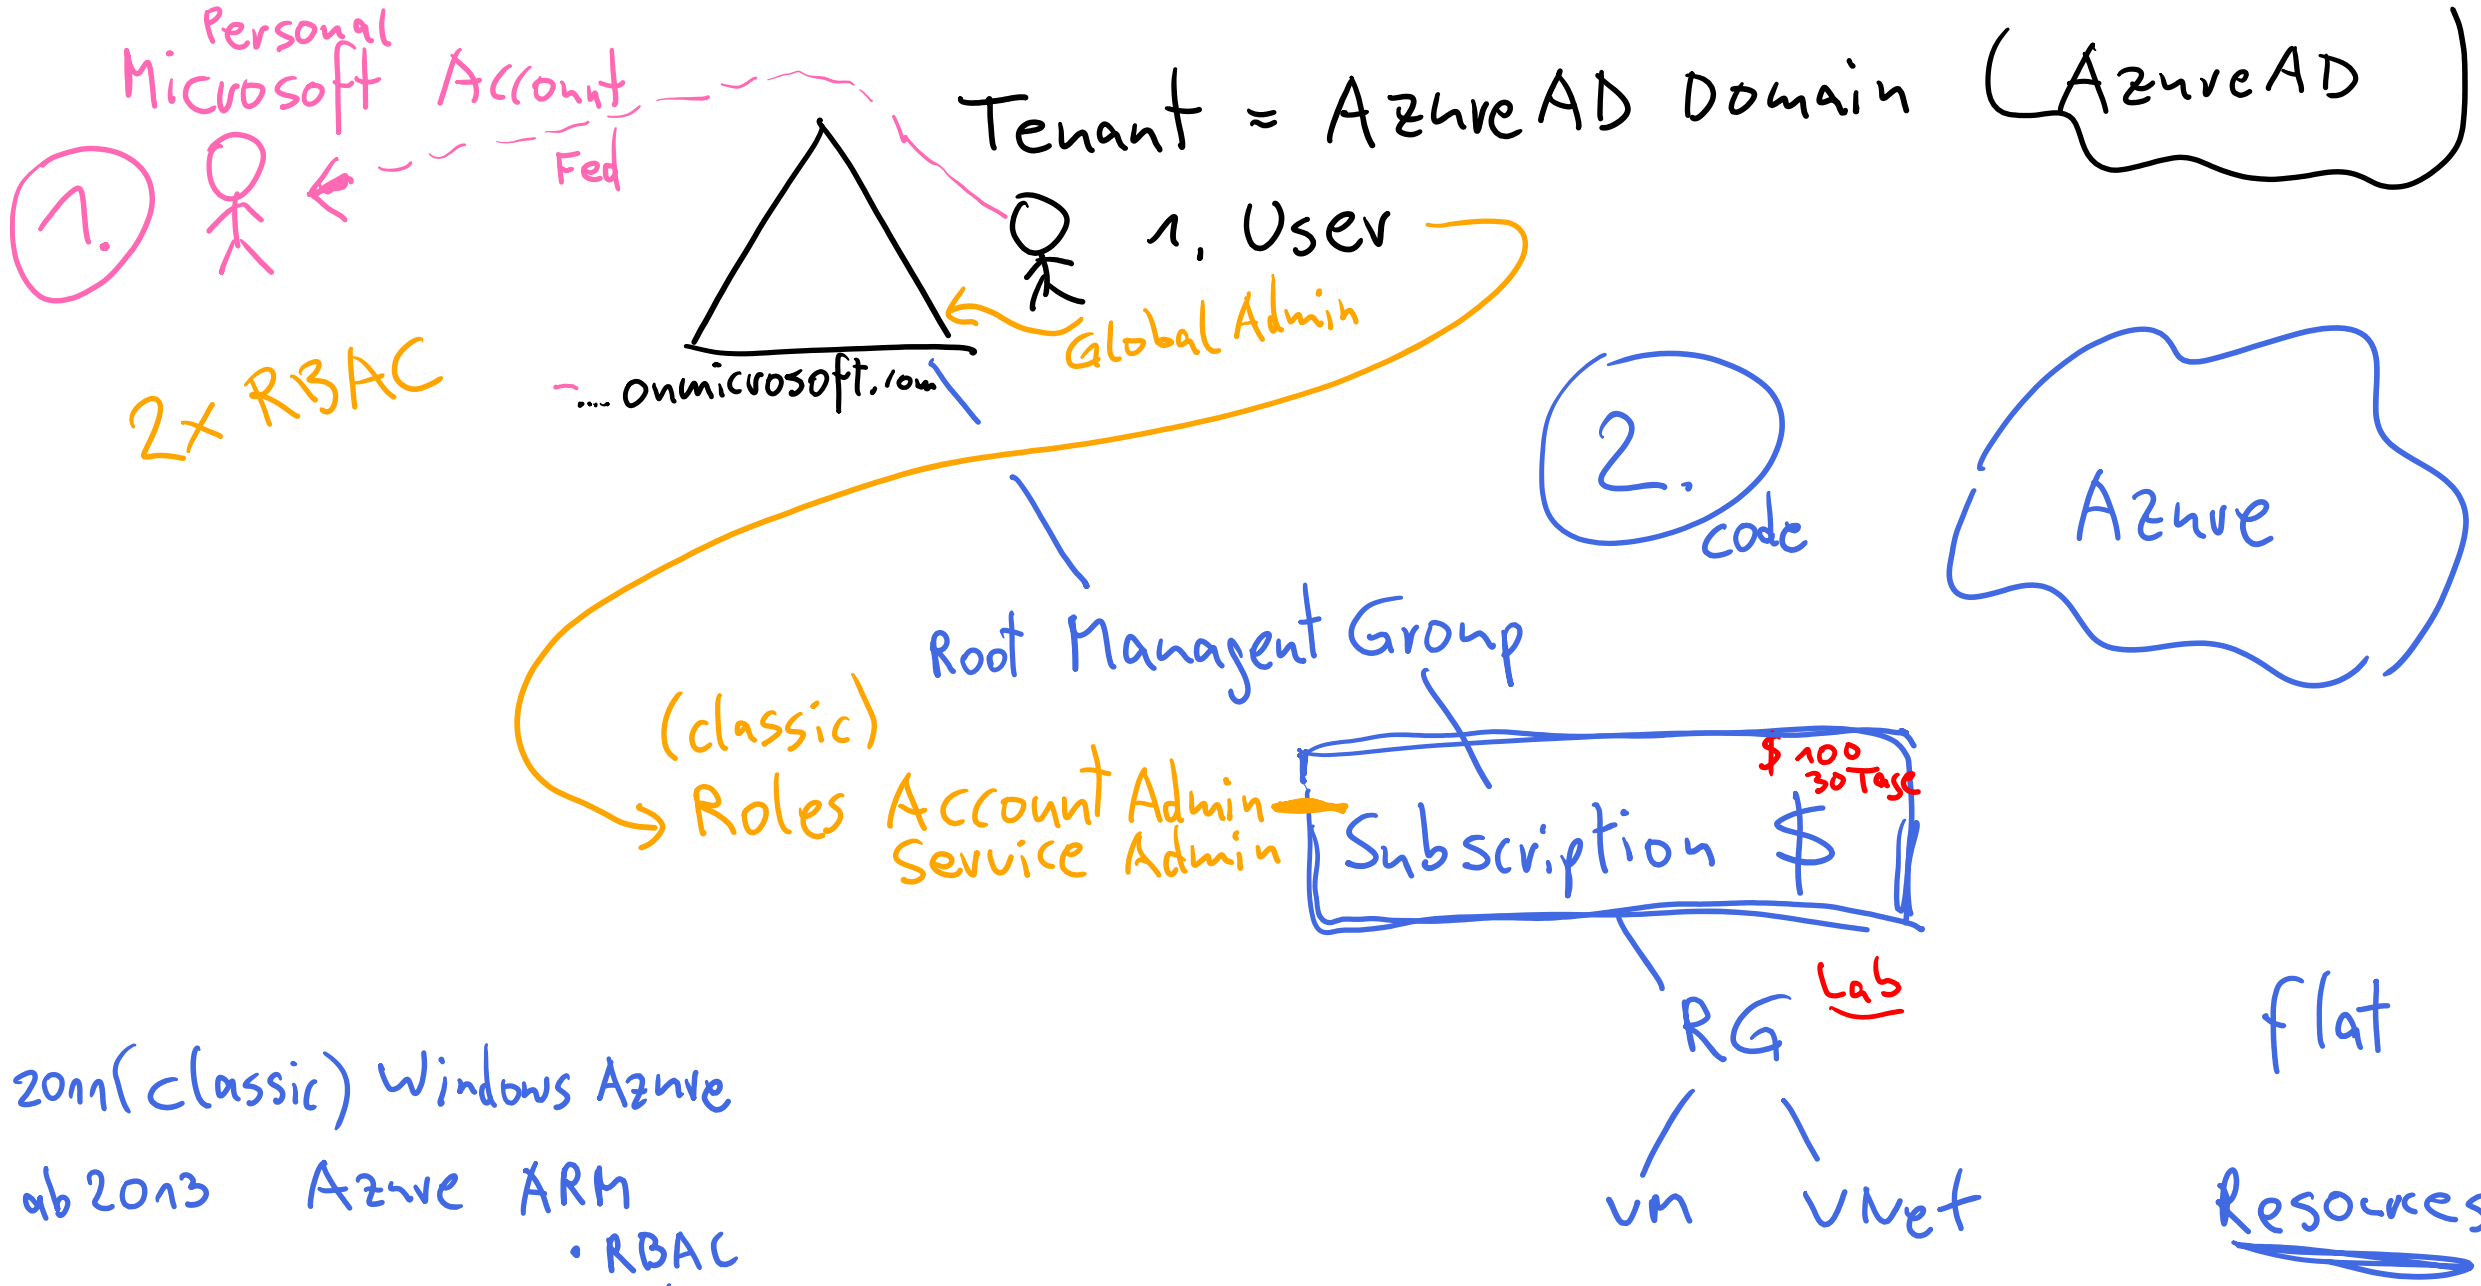 Personal
Microsoft Account
Fed
1.
Tenant = AzureAD Domain (AzureAD)
1. User
Global Admin
....onmicrosoft.com
2x RBAC
2.
Code
Azure
Root Managent Group
(classic)
Roles Account Admin
Service Admin
$ 100
30 Tage
Subscription $
Lab
RG
flat
2011 (classic) Windows Azure
ab 2013 Azure ARM
• RBAC
VM VNet
Resources